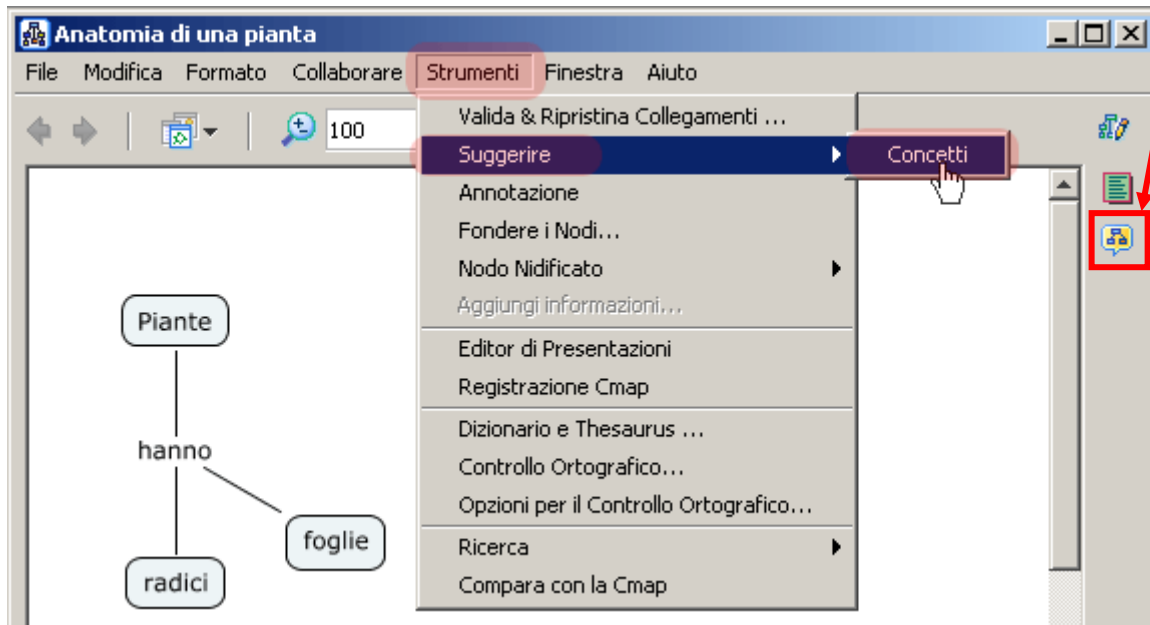 Anatomia di una pianta
File Modifica Formato Collaborare Strumenti Finestra Aiuto
100
Valida & Ripristina Collegamenti ...
Suggerire
Concetti
Annotazione
Fondere i Nodi...
Nodo Nidificato
Aggiungi informazioni...
Editor di Presentazioni
Registrazione Cmap
Dizionario e Thesaurus ...
Controllo Ortografico...
Opzioni per il Controllo Ortografico...
Ricerca
Compara con la Cmap
Piante
hanno
foglie
radici